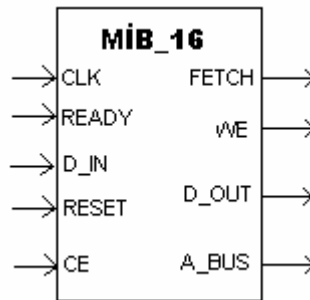 MİB_16
CLK FETCH
READY
WE
D_IN
RESET D_OUT
CE A_BUS